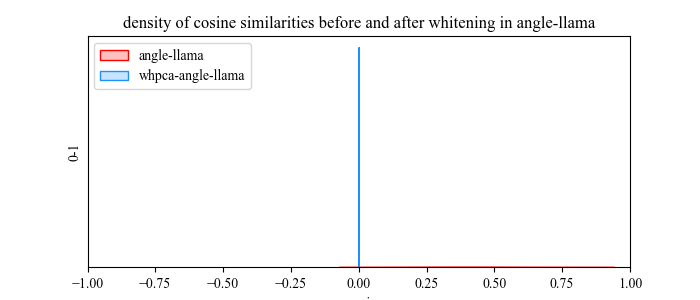 density of cosine similarities before and after whitening in angle-llama
angle-llama
whpca-angle-llama
0-1
−1.00 −0.75 −0.50 −0.25 0.00 0.25 0.50 0.75 1.00